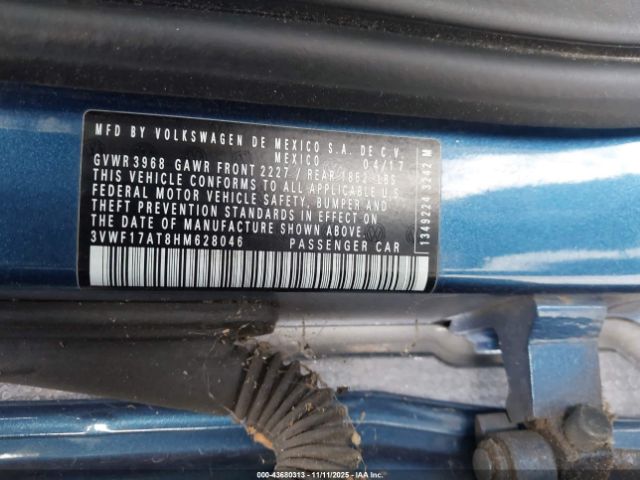 MFD BY VOLKSWAGEN DE MEXICO S.A. DE C.V.
MEXICO 04/17
GVWR 3968 GAWR FRONT 2227 / REAR 1852 LBS
THIS VEHICLE CONFORMS TO ALL APPLICABLE U.S.
FEDERAL MOTOR VEHICLE SAFETY, BUMPER AND
THEFT PREVENTION STANDARDS IN EFFECT ON
THE DATE OF MANUFACTURE SHOWN ABOVE.
3VWF17AT8HM628046 PASSENGER CAR
1349224 3242 M
000-43680313 - 11/11/2025 - IAAI.CA